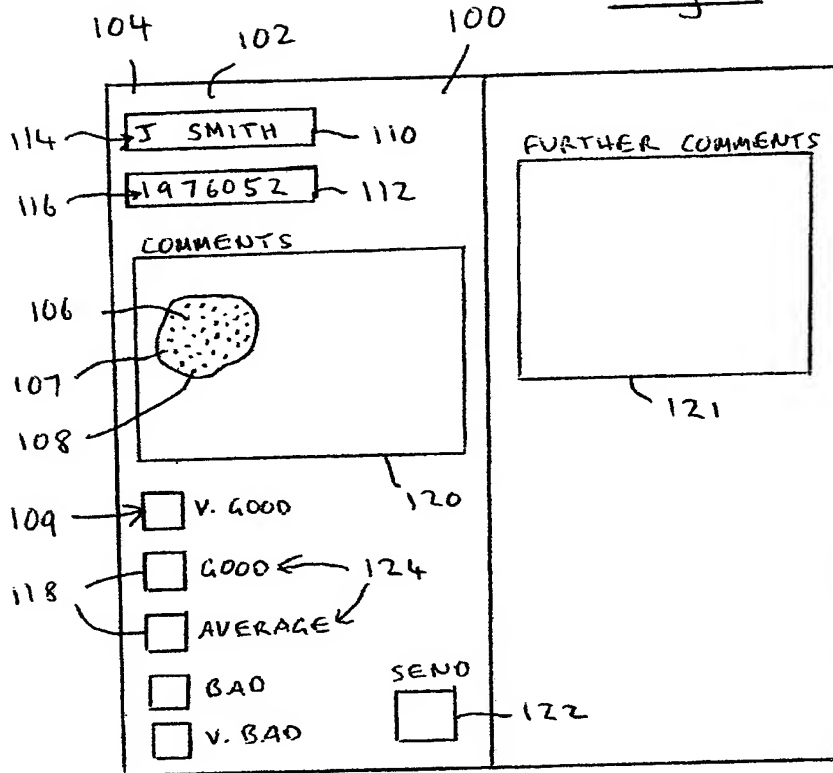 104 102 100
114 J SMITH 110
FURTHER COMMENTS
116 1976052 112
COMMENTS
106
107
108
121
120
109 V. GOOD
118 GOOD 124
AVERAGE
SEND
BAD
122
V. BAD